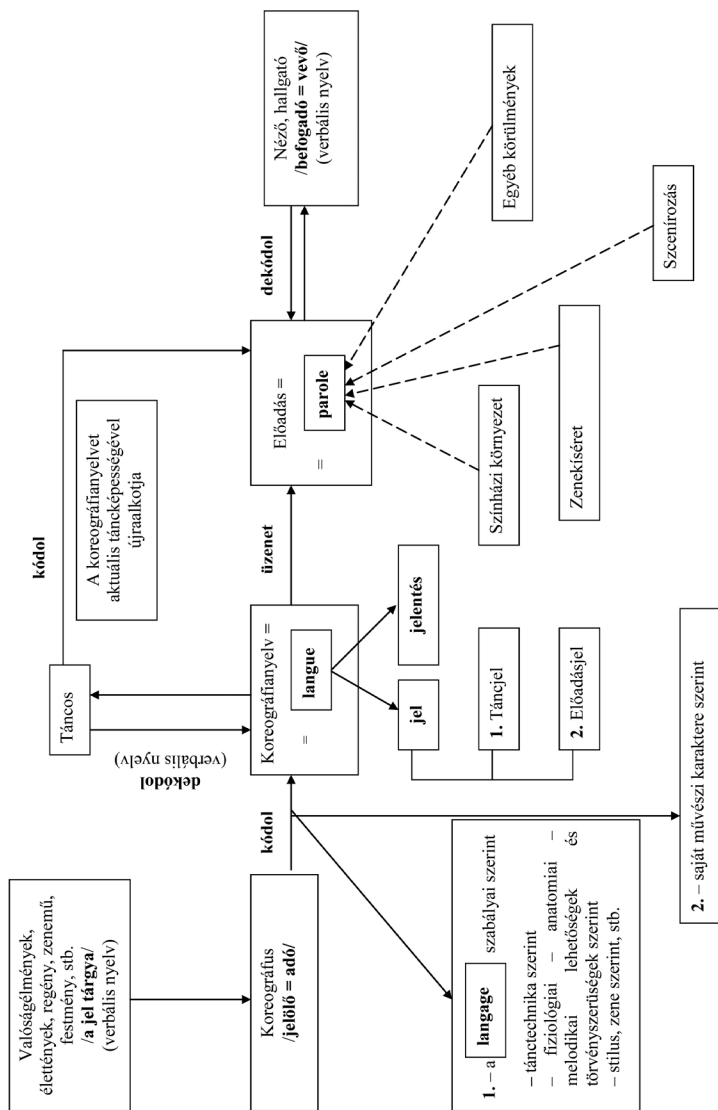 Valóságélmények,
élettények, regény, zenemű,
festmény, stb.
/a jel tárgya/
(verbális nyelv)
Koreográfus
/jelölő = adó/
kódol
1. – a langage szabályai szerint
– tánctechnika szerint
– fiziológiai – anatomiai –
melodikai lehetőségek és
törvényszerűségek szerint
– stilus, zene szerint, stb.
2. – saját művészi karaktere szerint
Táncos
dekódol
(verbális nyelv)
Koreográfianyelv =
= langue
jel
jelentés
1. Táncjel
2. Előadásjel
kódol
A koreográfianyelvet
aktuális táncképességével
újraalkotja
üzenet
Előadás =
= parole
Színházi környezet
Zenekíséret
Szcenírozás
Egyéb körülmények
dekódol
Néző, hallgató
/befogadó = vevő/
(verbális nyelv)